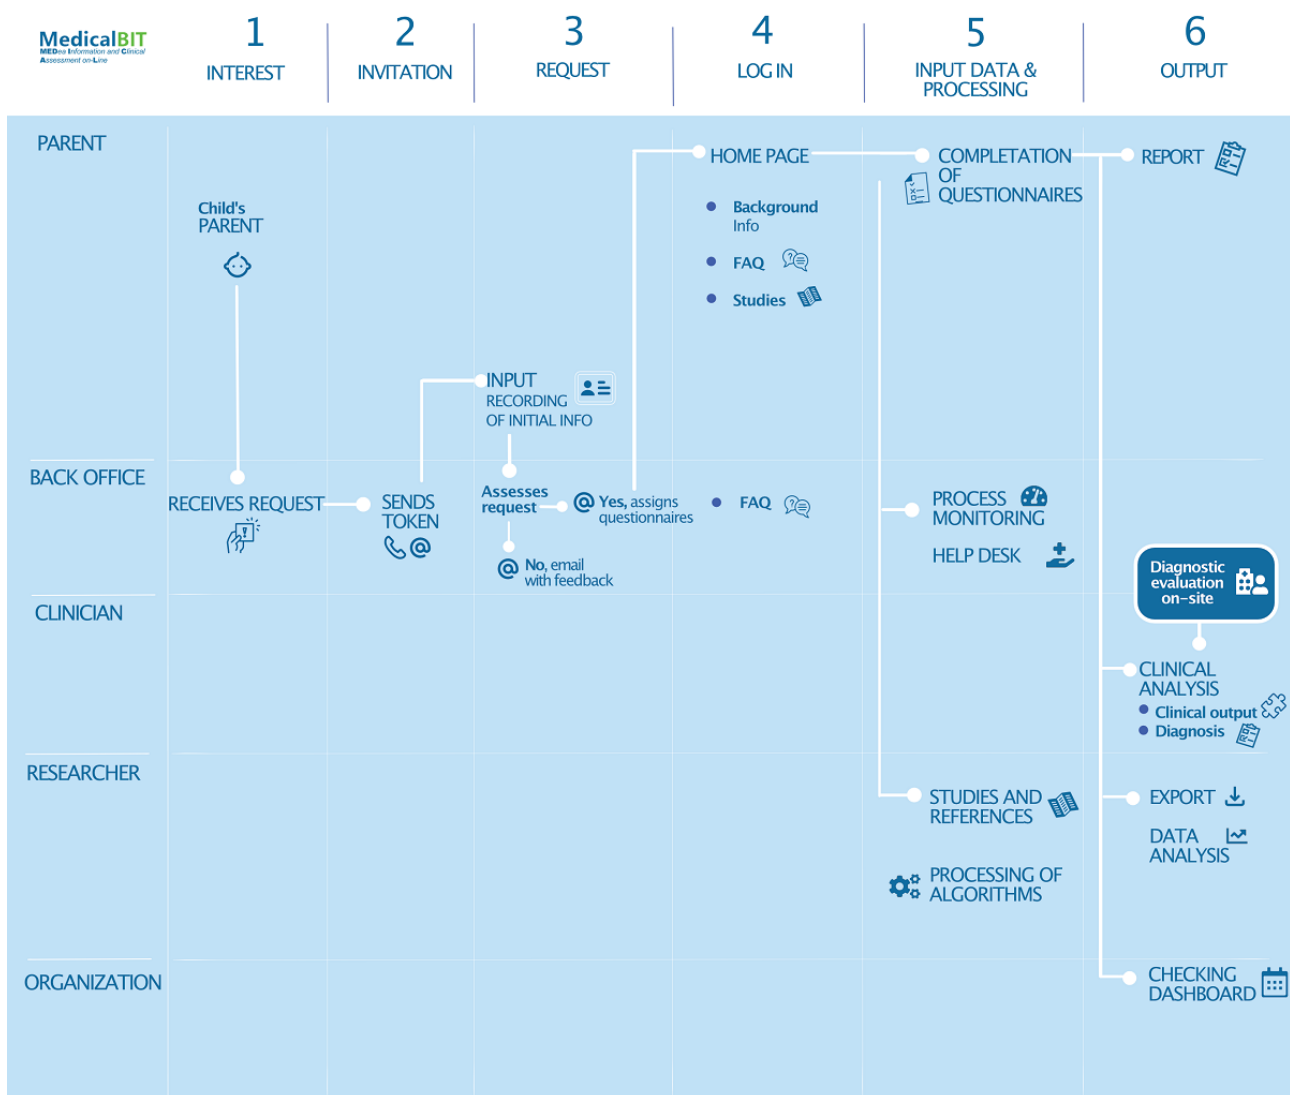 MedicalBIT
MEDea Information and Clinical
Assessment on-Line
1
INTEREST
2
INVITATION
3
REQUEST
4
LOG IN
5
INPUT DATA &
PROCESSING
6
OUTPUT
PARENT
Child's
PARENT
INPUT
RECORDING
OF INITIAL INFO
HOME PAGE
Background
Info
FAQ
Studies
COMPLETATION
OF
QUESTIONNAIRES
REPORT
BACK OFFICE
RECEIVES REQUEST
SENDS
TOKEN
Assesses
request
Yes, assigns
questionnaires
No, email
with feedback
FAQ
PROCESS
MONITORING
HELP DESK
Diagnostic
evaluation
on-site
CLINICIAN
CLINICAL
ANALYSIS
Clinical output
Diagnosis
RESEARCHER
STUDIES AND
REFERENCES
PROCESSING OF
ALGORITHMS
EXPORT
DATA
ANALYSIS
ORGANIZATION
CHECKING
DASHBOARD